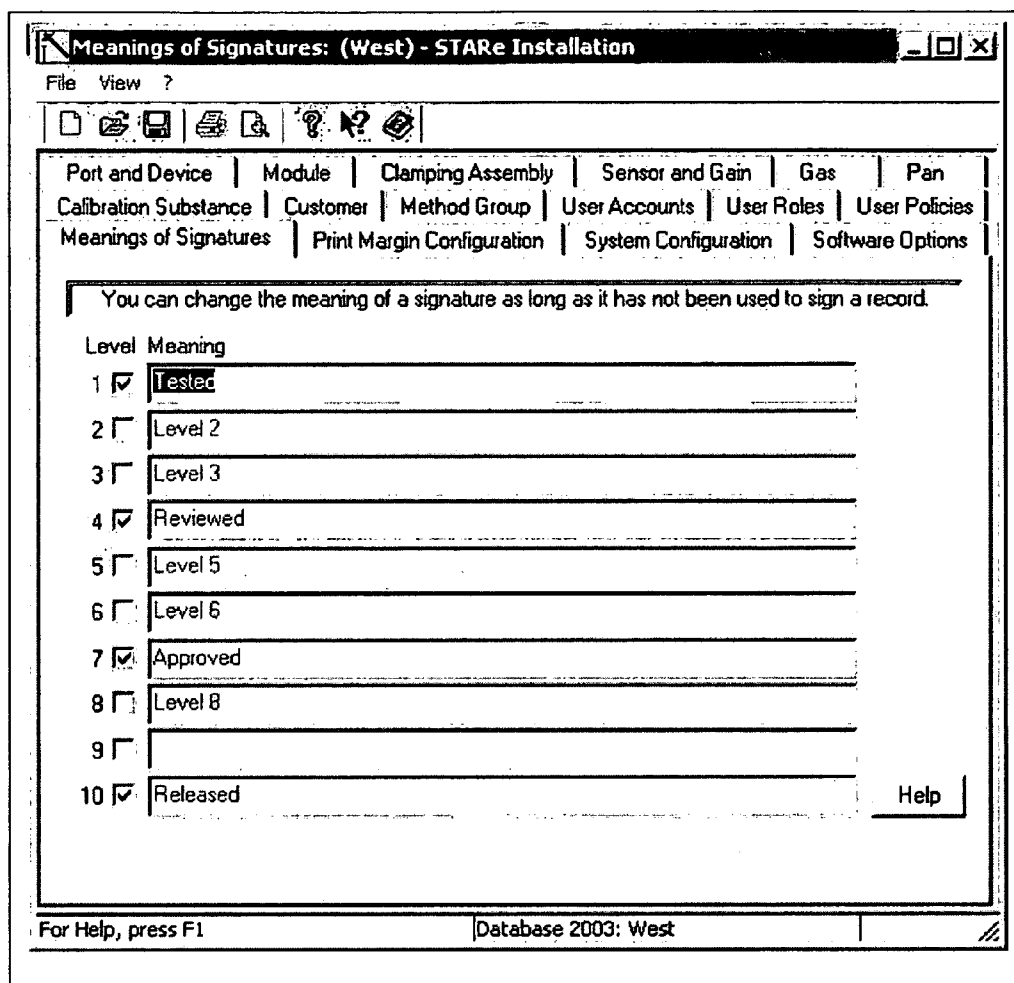 Meanings of Signatures: (West) - STARe Installation
File View ?
Port and Device Module Clamping Assembly Sensor and Gain Gas Pan
Calibration Substance Customer Method Group User Accounts User Roles User Policies
Meanings of Signatures Print Margin Configuration System Configuration Software Options
You can change the meaning of a signature as long as it has not been used to sign a record.
Level Meaning
1 Tested
2 Level 2
3 Level 3
4 Reviewed
5 Level 5
6 Level 6
7 Approved
8 Level 8
9
10 Released Help
For Help, press F1 Database 2003: West